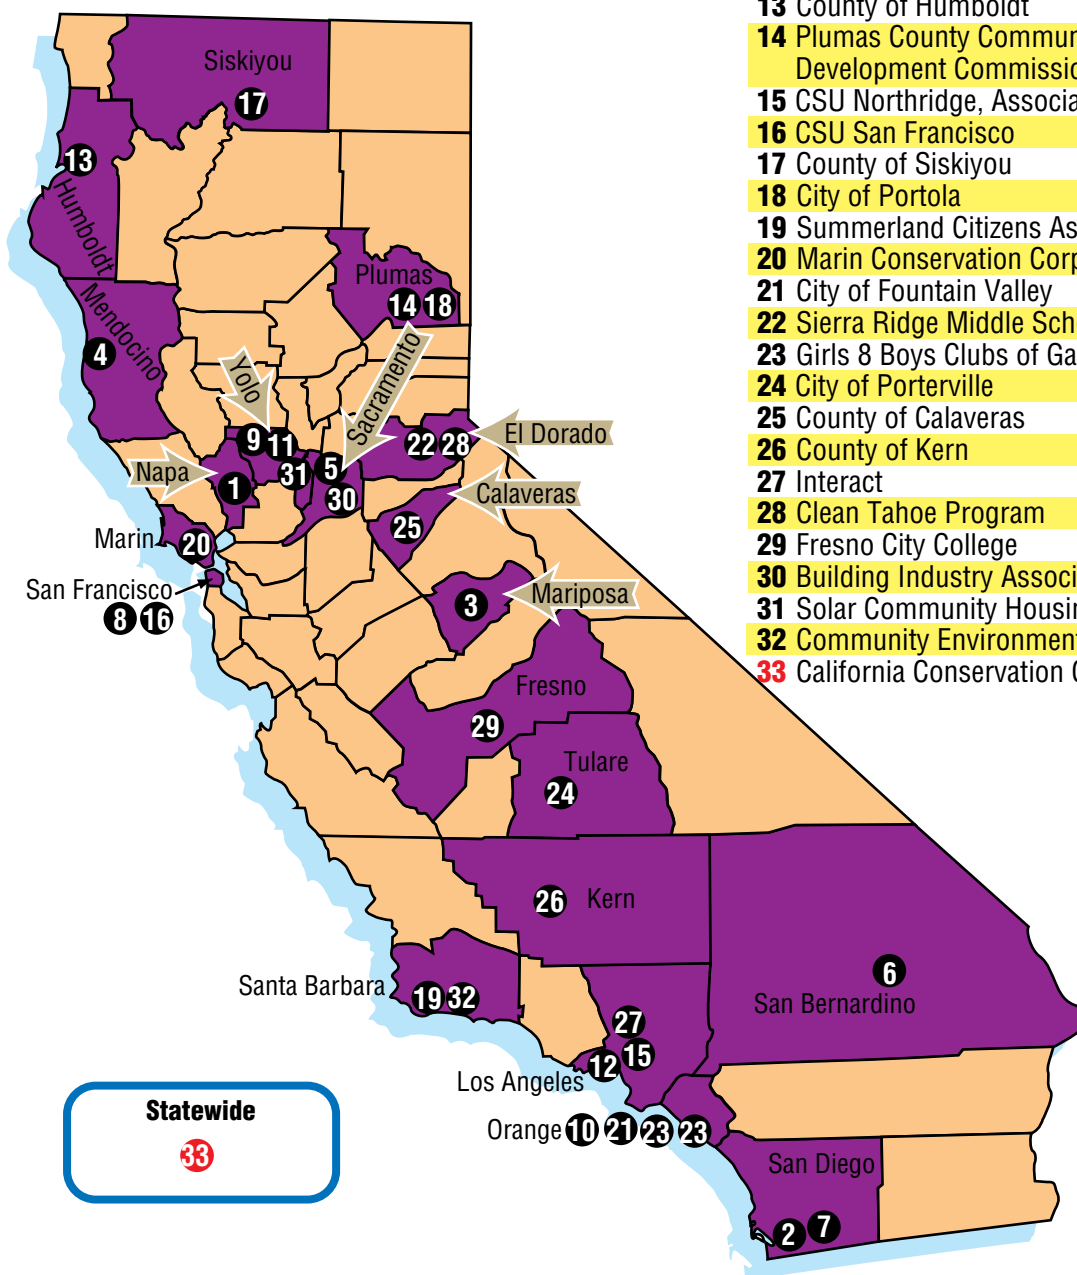 13 County of Humboldt
14 Plumas County Commun
Development Commissio
15 CSU Northridge, Associa
16 CSU San Francisco
17 County of Siskiyou
18 City of Portola
19 Summerland Citizens As
20 Marin Conservation Corp
21 City of Fountain Valley
22 Sierra Ridge Middle Sch
23 Girls 8 Boys Clubs of Ga
24 City of Porterville
25 County of Calaveras
26 County of Kern
27 Interact
28 Clean Tahoe Program
29 Fresno City College
30 Building Industry Associ
31 Solar Community Housin
32 Community Environment
33 California Conservation C
Siskiyou
17
13
Humboldt
Plumas
14 18
Mendocino
4
Yolo
Sacramento
9 11
22 28
El Dorado
Napa
1
31
5
30
Calaveras
25
Marin
20
San Francisco
8 16
3
Mariposa
Fresno
29
Tulare
24
26
Kern
6
San Bernardino
Santa Barbara
19 32
27
15
12
Los Angeles
Orange 10 21 23 23
San Diego
2 7
Statewide
33